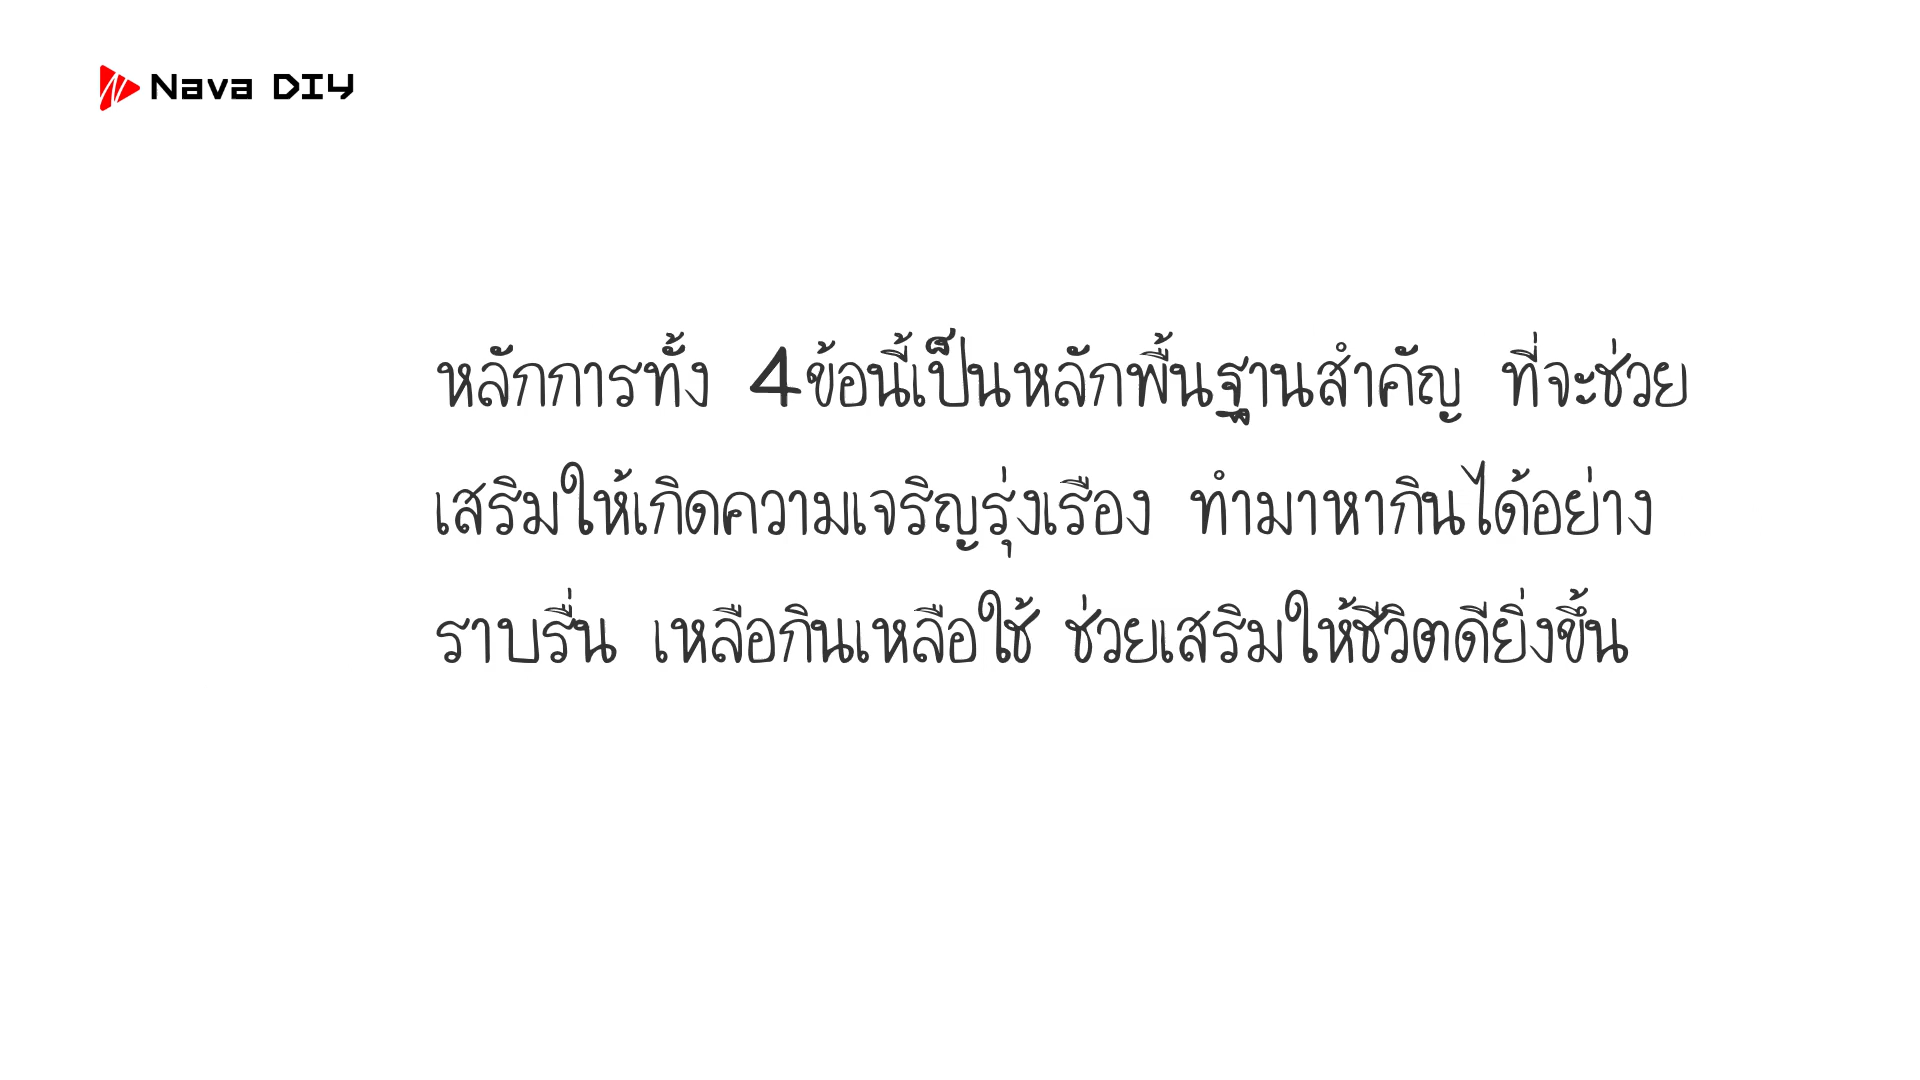 Nava DIY
หลักการทั้ง 4ข้อนี้เป็นหลักพื้นฐานสำคัญ ที่จะช่วย
เสริมให้เกิดความเจริญรุ่งเรือง ทำมาหากินได้อย่าง
ราบรื่น เหลือกินเหลือใช้ ช่วยเสริมให้ชีวิตดียิ่งขึ้น